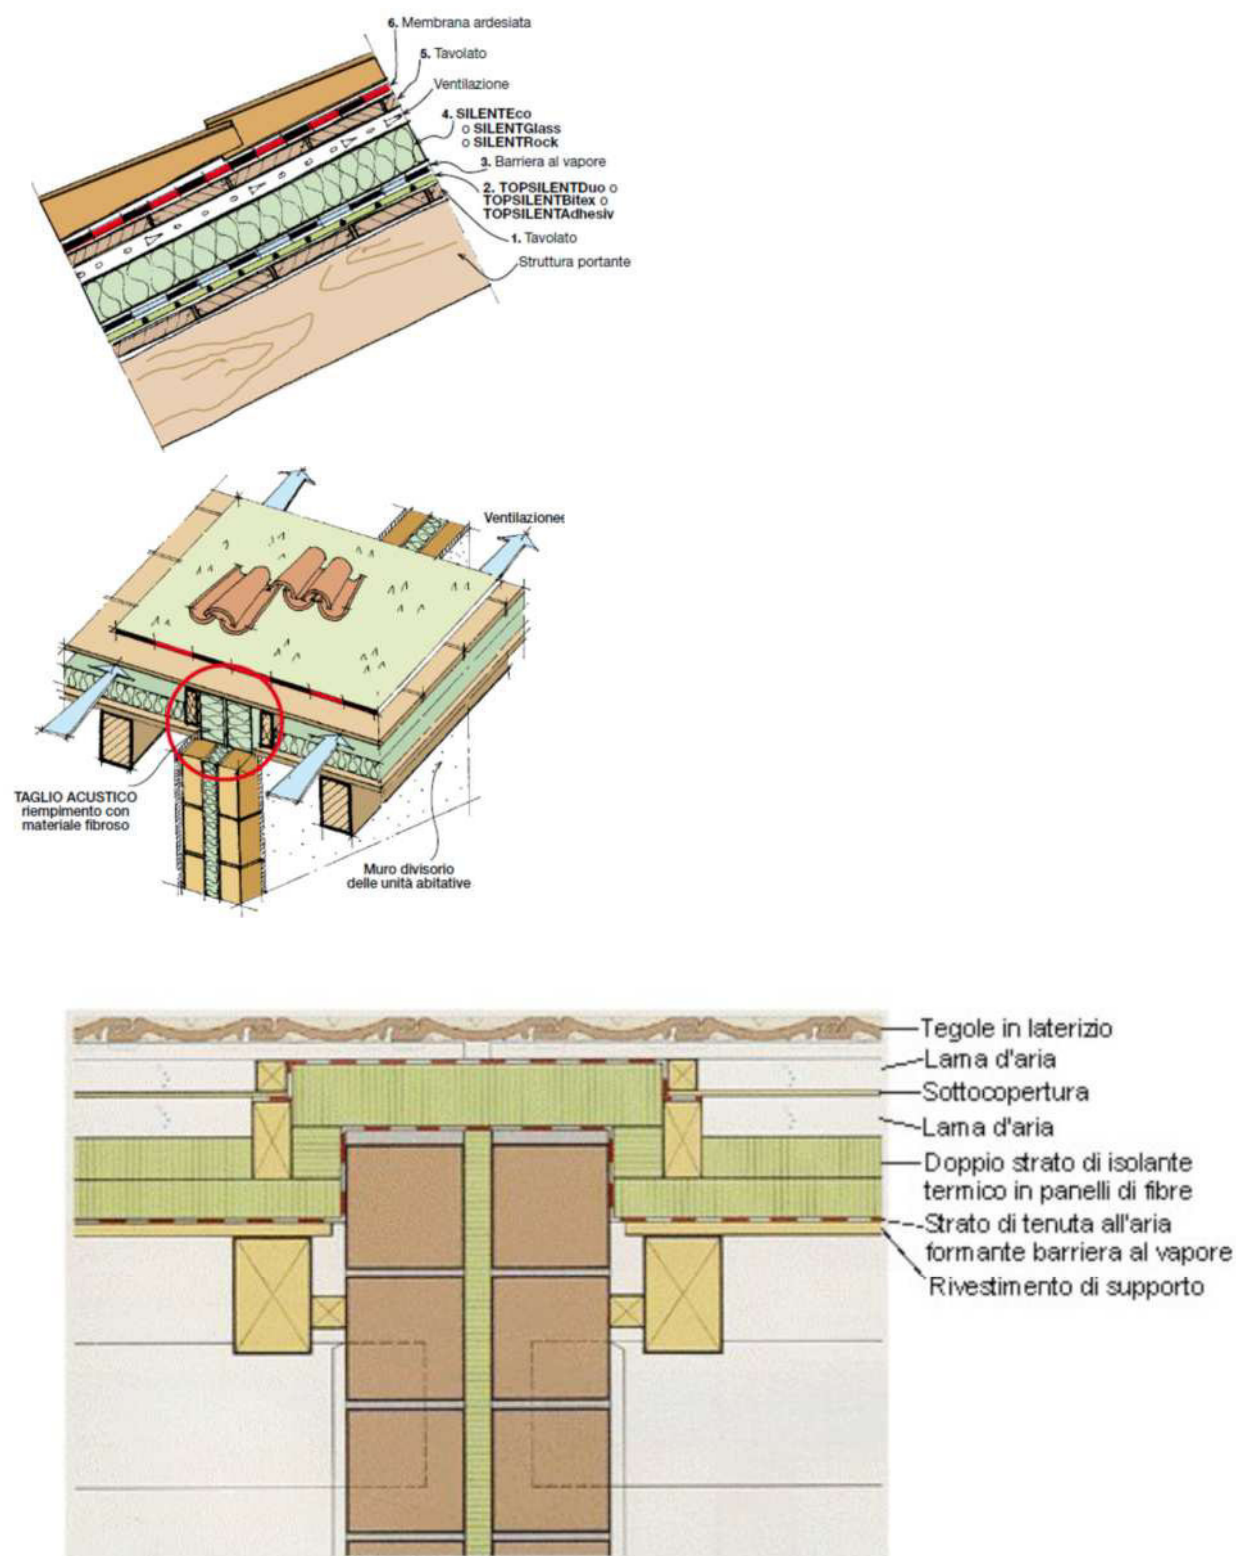 6. Membrana ardesiata
5. Tavolato
Ventilazione
4. SILENTEco
o SILENTGlass
o SILENTRock
3. Barriera al vapore
2. TOPSILENTDuo o
TOPSILENTBitex o
TOPSILENTAdhesiv
1. Tavolato
Struttura portante
Ventilazione
TAGLIO ACUSTICO
riempimento con
materiale fibroso
Muro divisorio
delle unità abitative
Tegole in laterizio
Lama d'aria
Sottocopertura
Lama d'aria
Doppio strato di isolante
termico in panelli di fibre
Strato di tenuta all'aria
formante barriera al vapore
Rivestimento di supporto